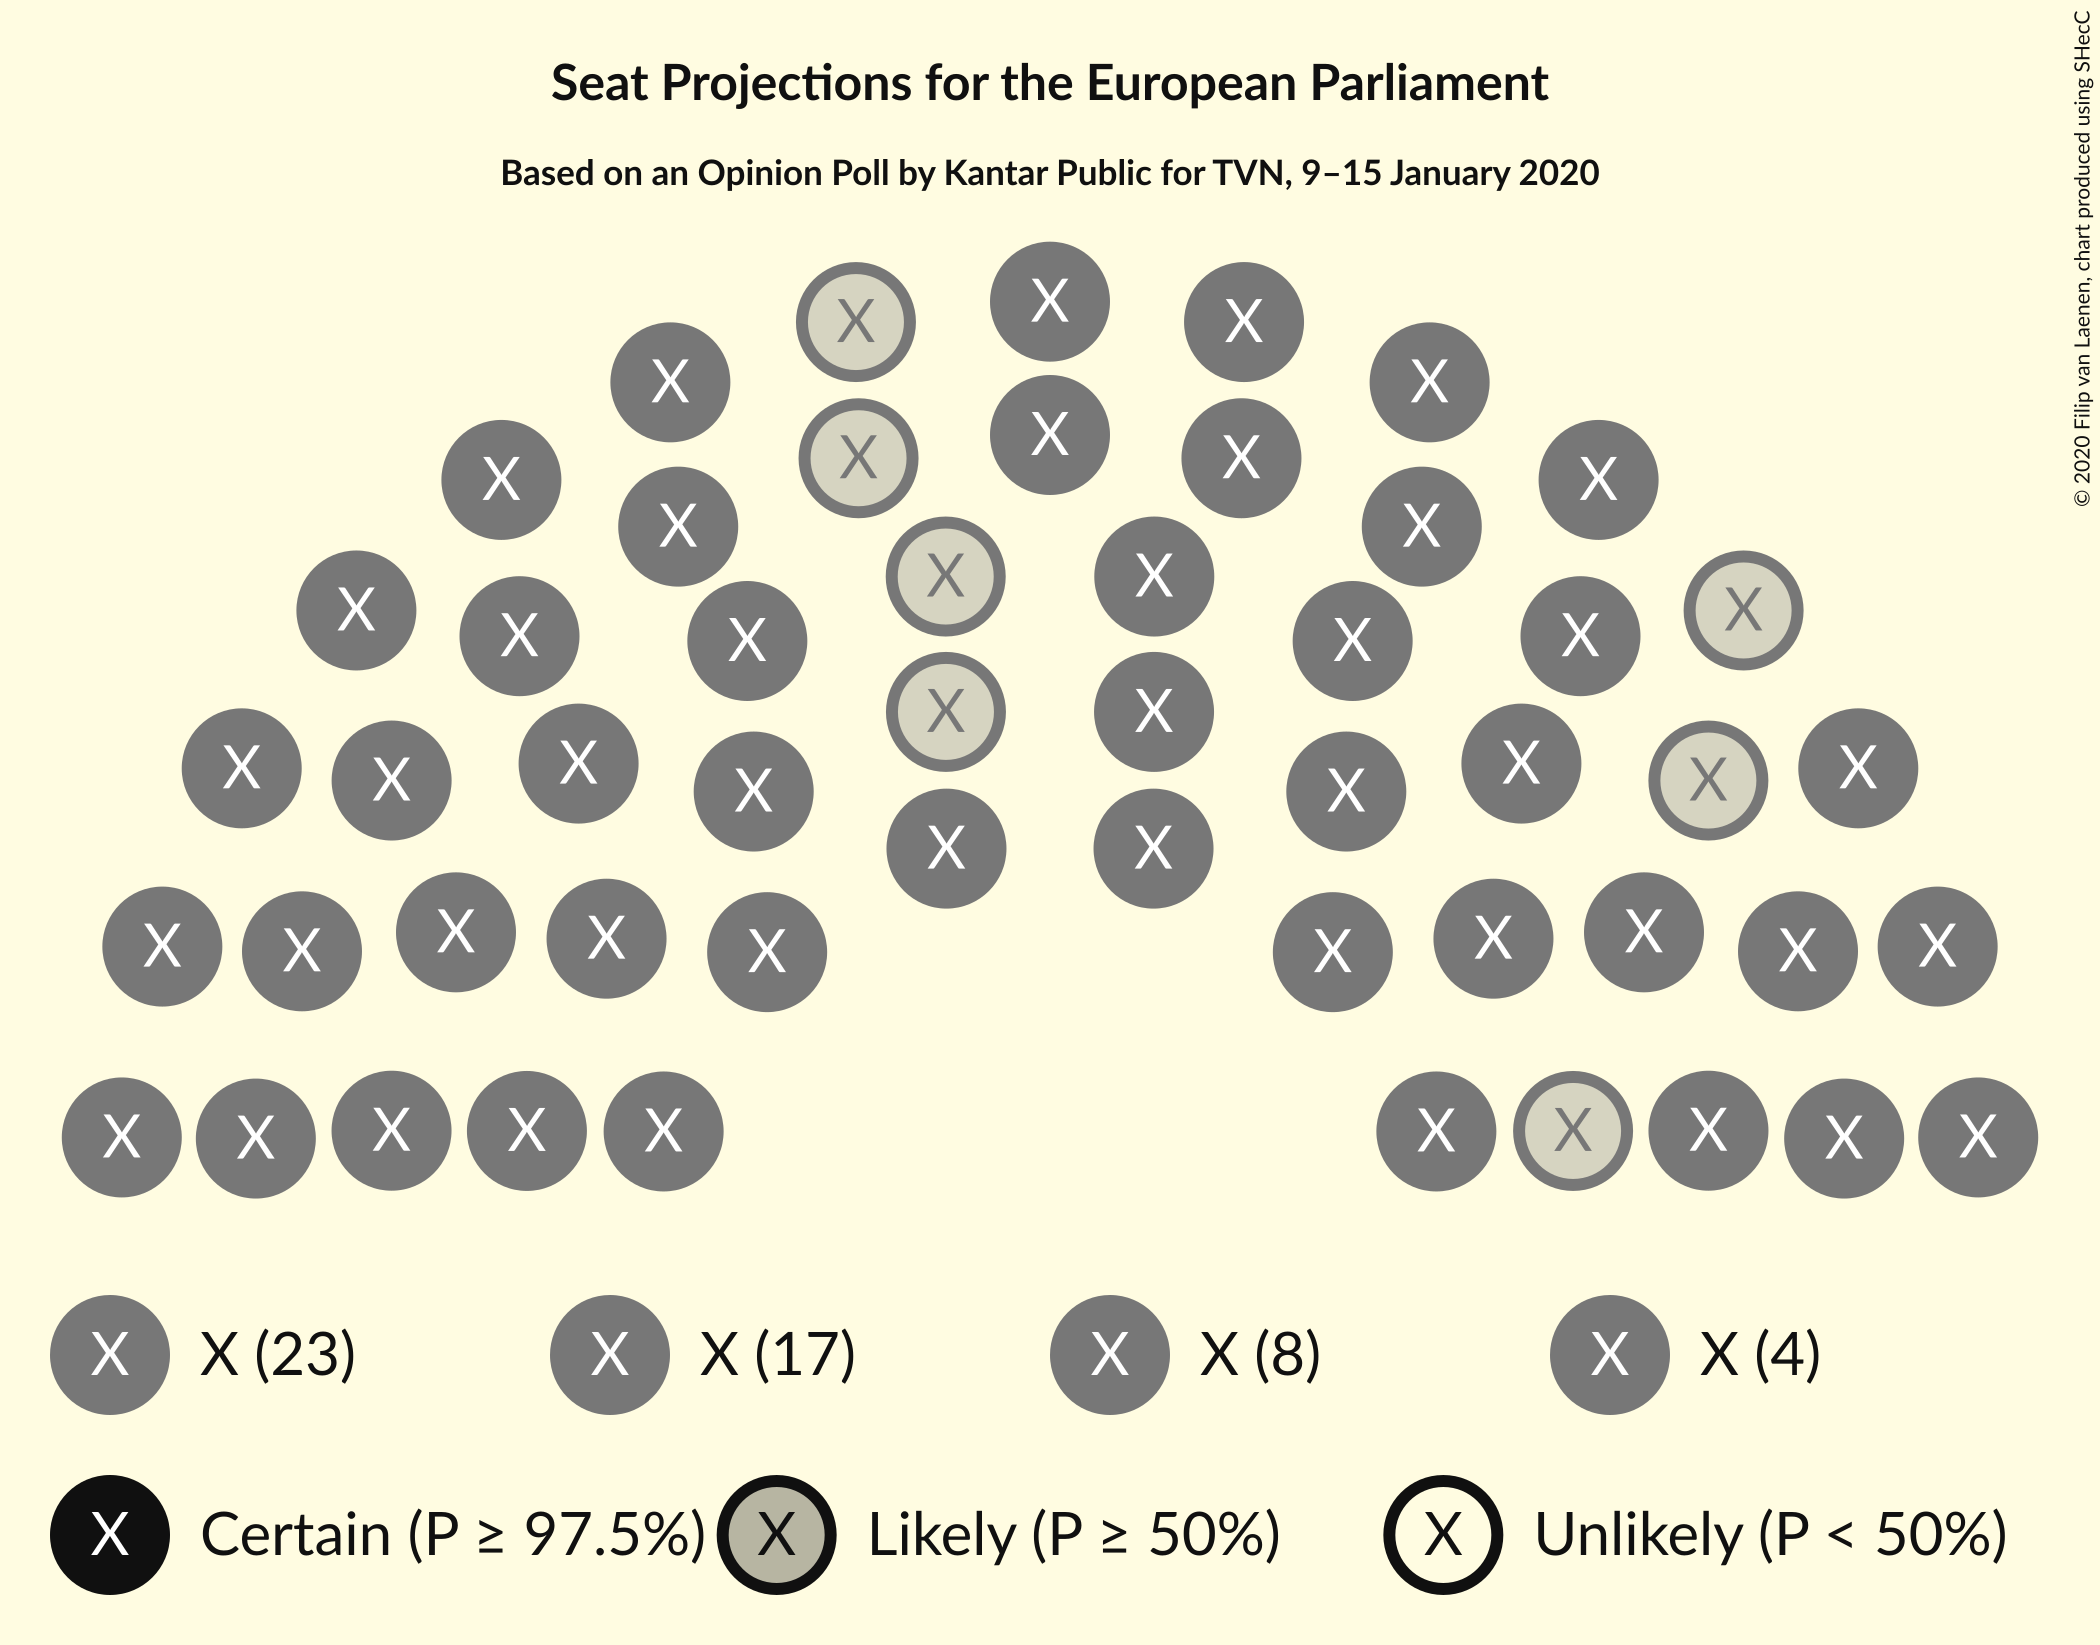 Seat Projections for the European Parliament
Based on an Opinion Poll by Kantar Public for TVN, 9–15 January 2020
© 2020 Filip van Laenen, chart produced using SHecC
X X X
X X X X
X X X X
X X X X
X X X X
X X X X
X X X X
X X X X
X X X X
X X X X
X X X
X X X X X X X X X X
X X X X X X X X X X
X X (23) X X (17) X X (8) X X (4)
X Certain (P ≥ 97.5%) X Likely (P ≥ 50%) X Unlikely (P < 50%)